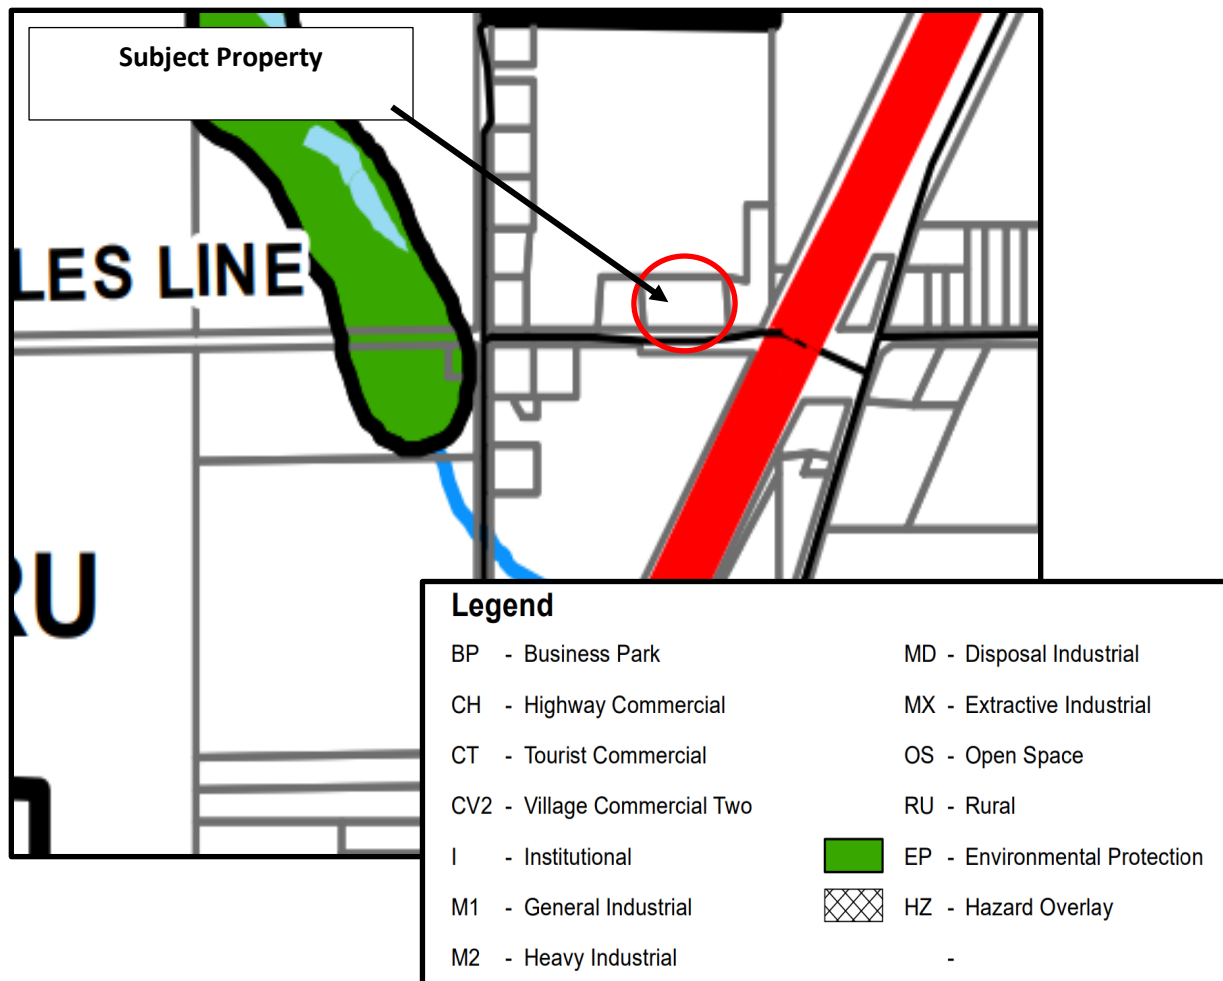 Subject Property
LES LINE
RU
Legend
BP - Business Park
CH - Highway Commercial
CT - Tourist Commercial
CV2 - Village Commercial Two
I - Institutional
M1 - General Industrial
M2 - Heavy Industrial
MD - Disposal Industrial
MX - Extractive Industrial
OS - Open Space
RU - Rural
EP - Environmental Protection
HZ - Hazard Overlay
-